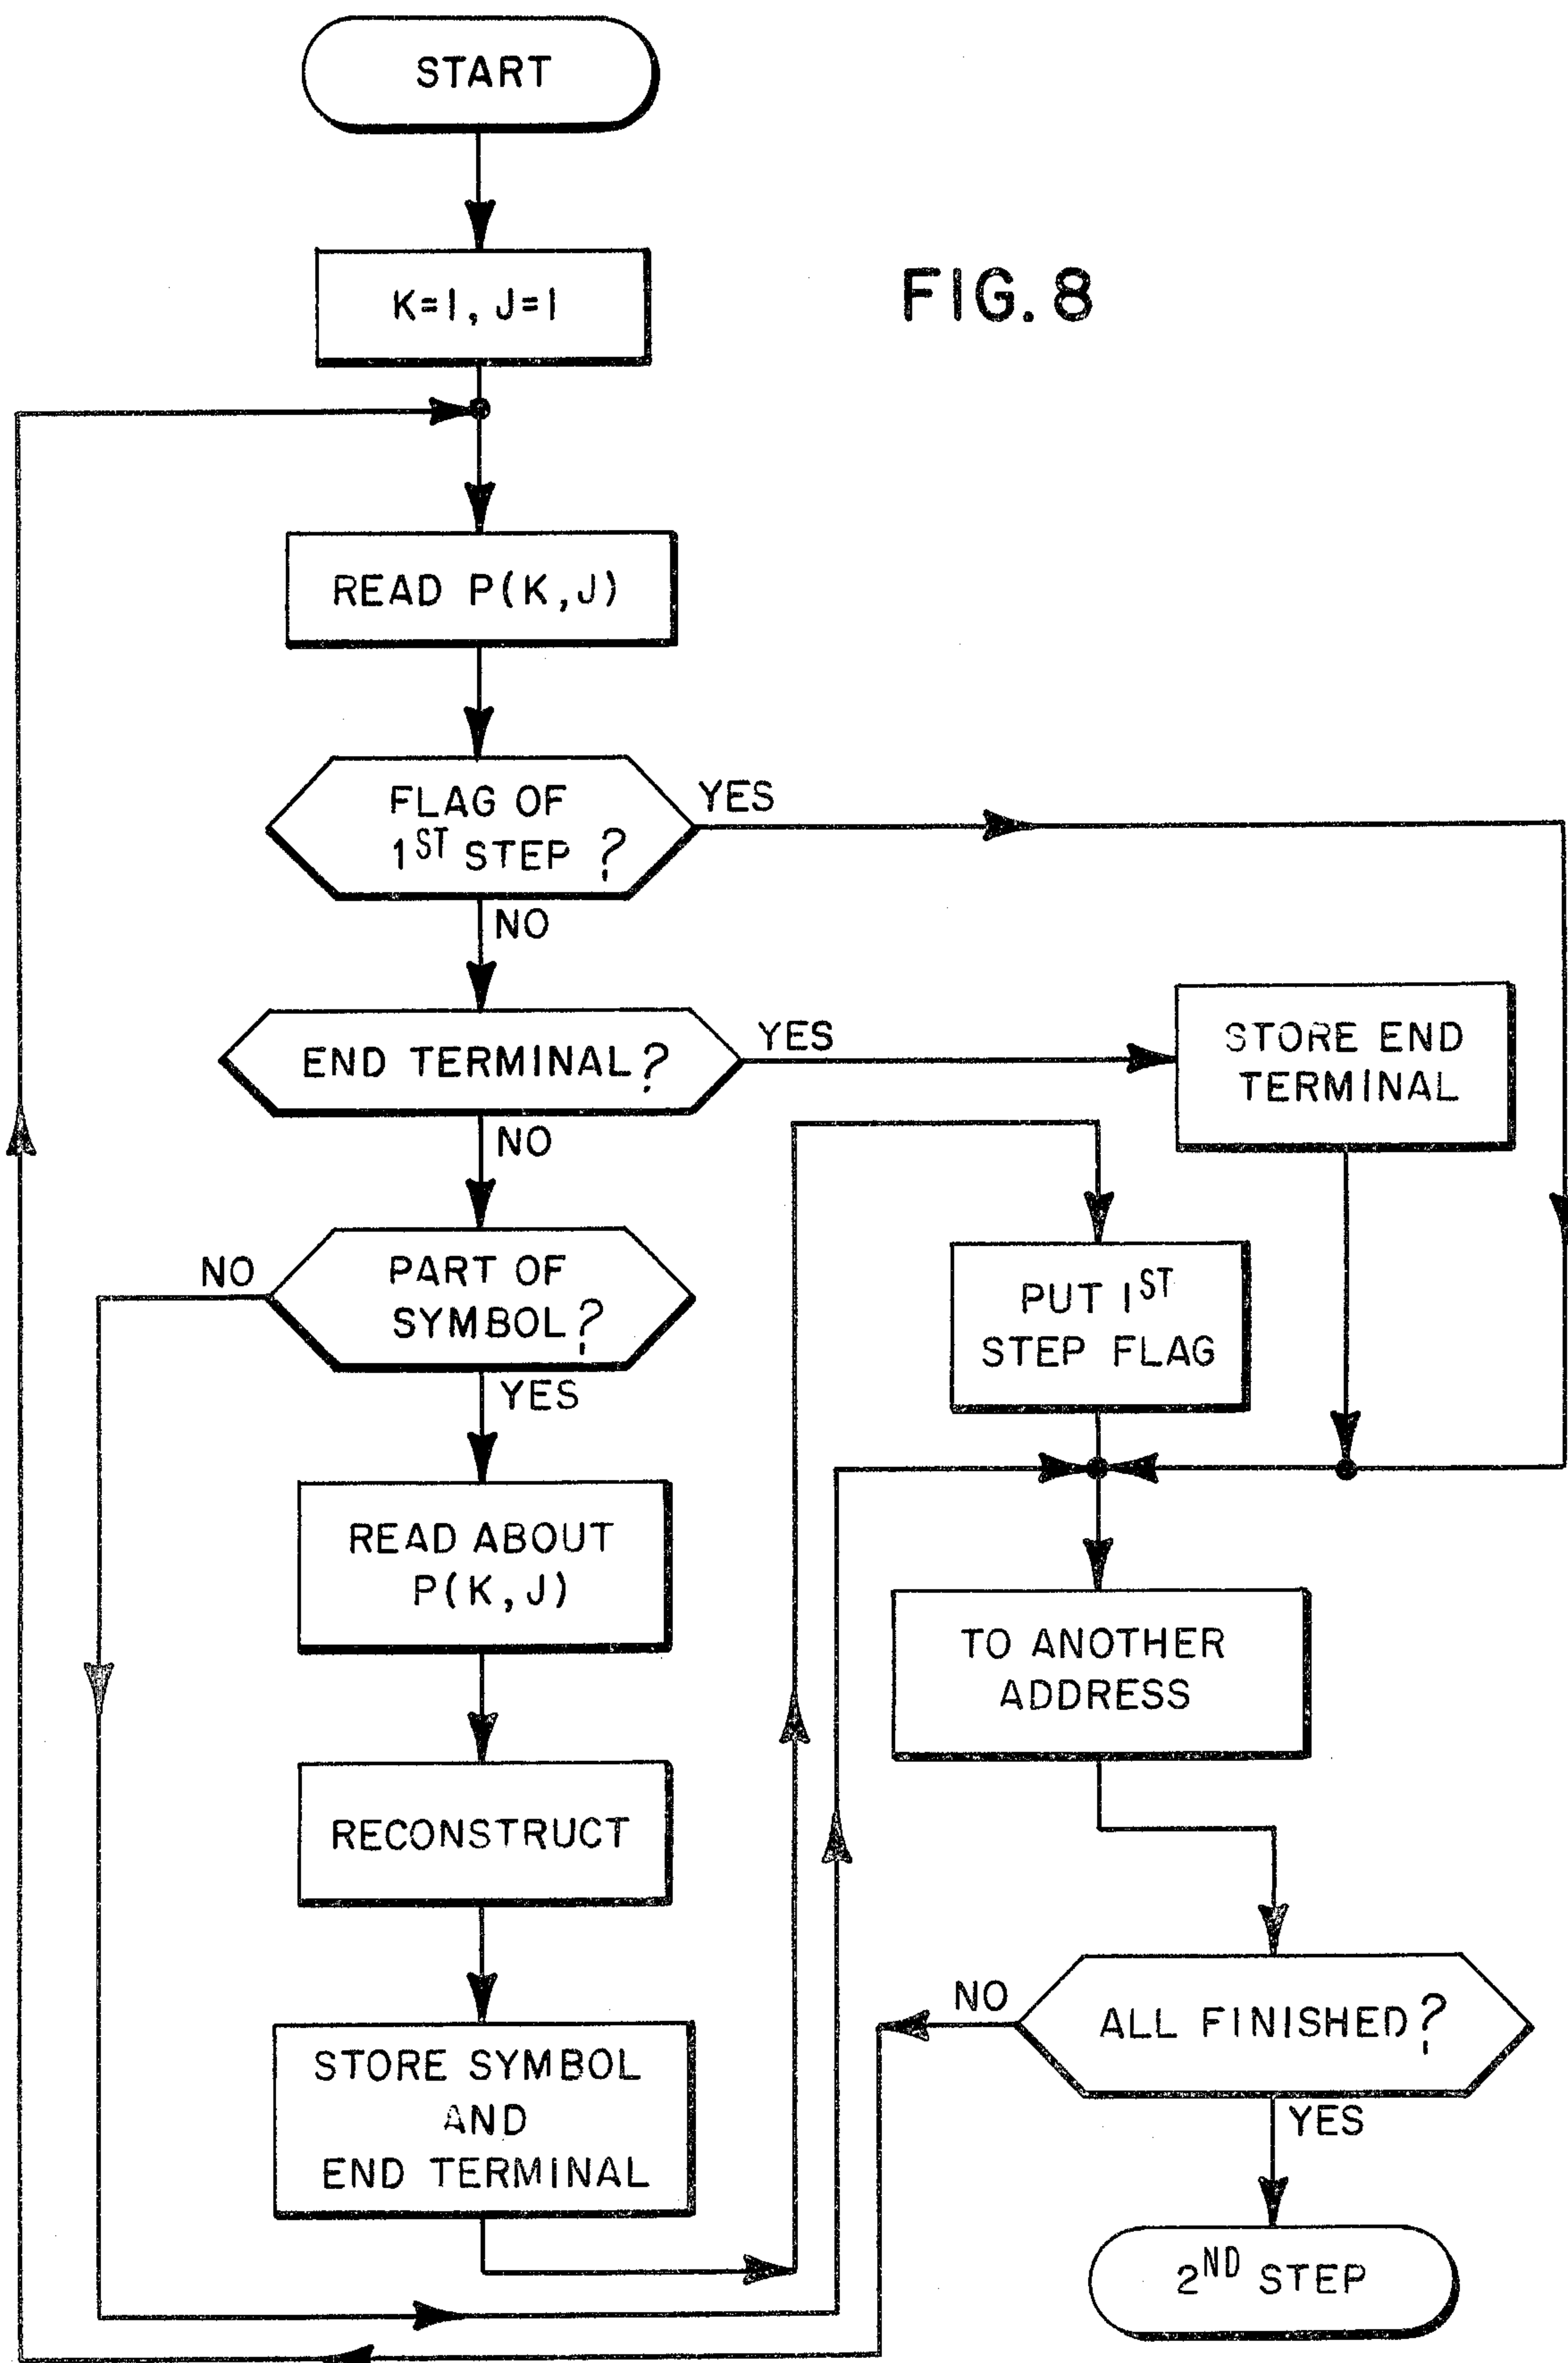 START
K=1, J=1
FIG. 8
READ P(K,J)
FLAG OF
1ST STEP ?
YES
NO
END TERMINAL?
YES
NO
STORE END
TERMINAL
PART OF
SYMBOL?
NO
YES
PUT 1ST
STEP FLAG
READ ABOUT
P(K,J)
TO ANOTHER
ADDRESS
RECONSTRUCT
STORE SYMBOL
AND
END TERMINAL
ALL FINISHED?
NO
YES
2ND STEP